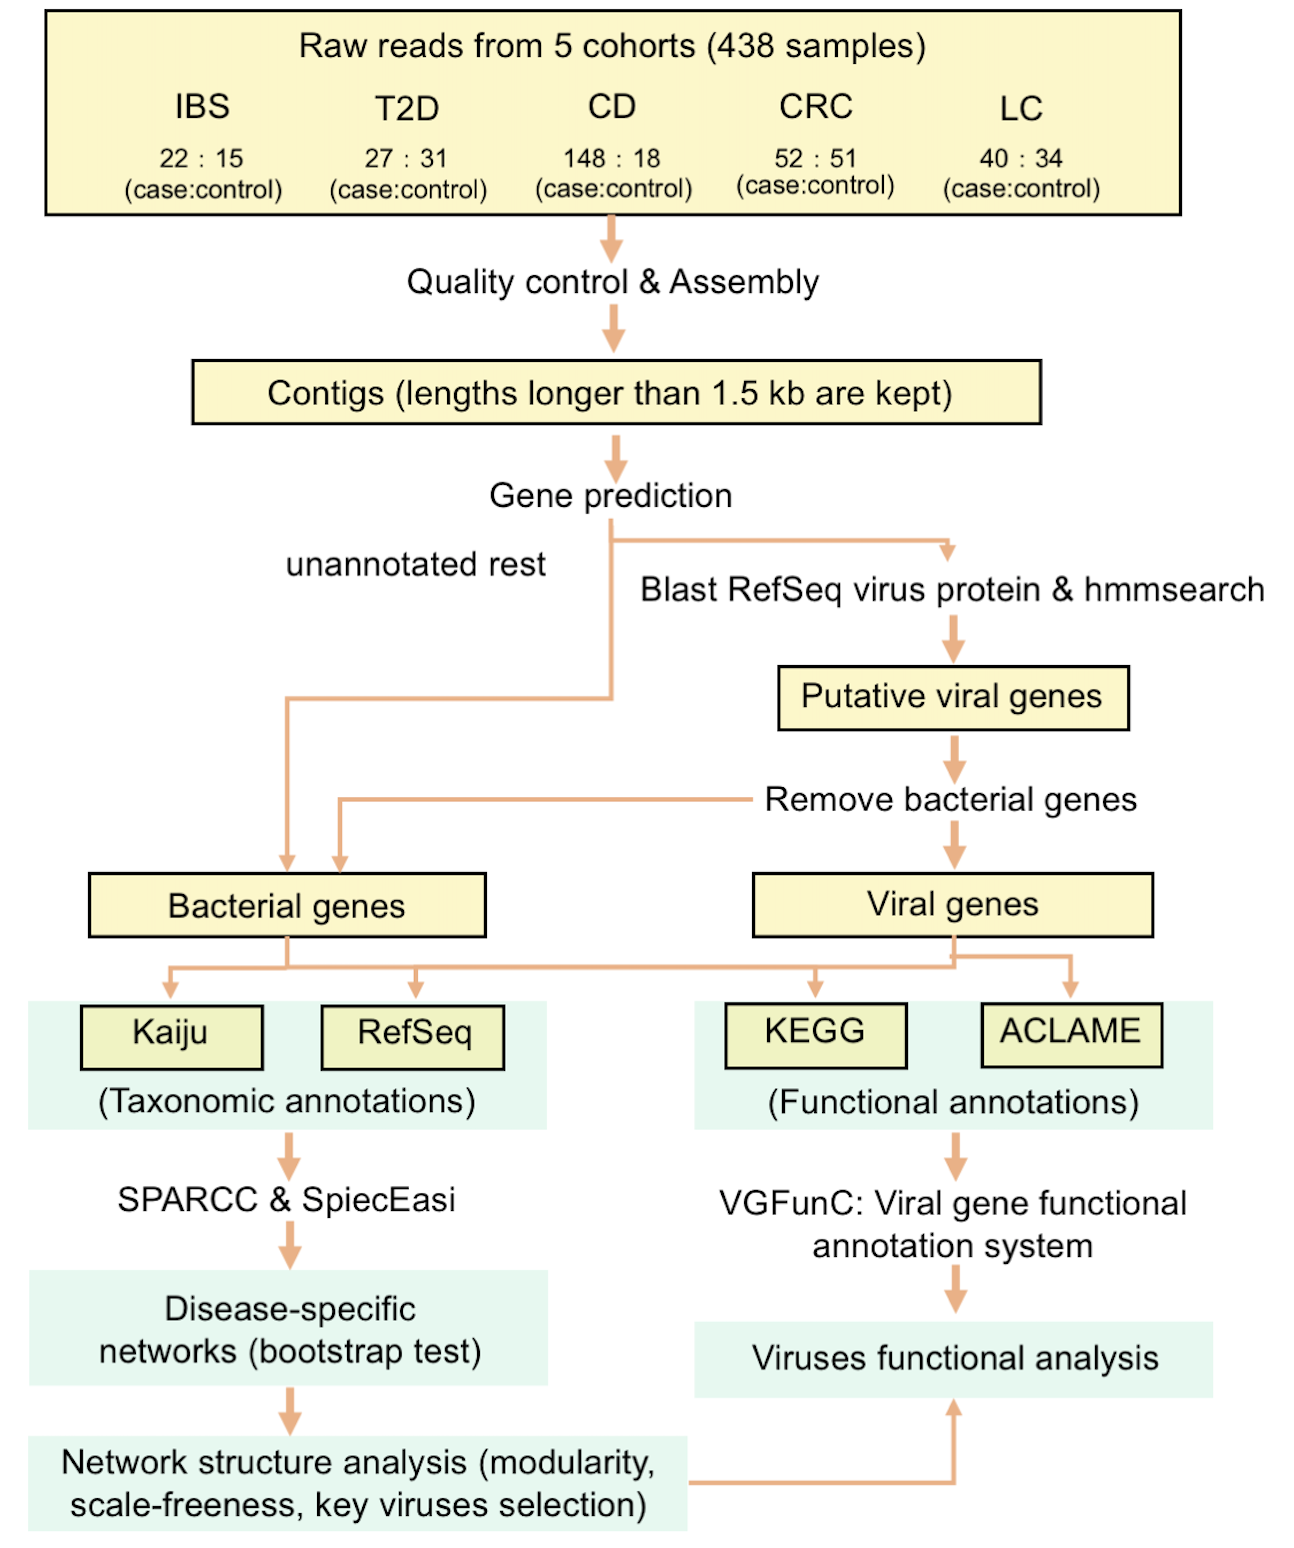 Raw reads from 5 cohorts (438 samples)
IBS T2D CD CRC LC
22 : 15 27 : 31 148 : 18 52 : 51 40 : 34
(case:control) (case:control) (case:control) (case:control) (case:control)
Quality control & Assembly
Contigs (lengths longer than 1.5 kb are kept)
Gene prediction
unannotated rest
Blast RefSeq virus protein & hmmsearch
Putative viral genes
Remove bacterial genes
Bacterial genes
Viral genes
Kaiju RefSeq
(Taxonomic annotations)
KEGG ACLAME
(Functional annotations)
SPARCC & SpiecEasi
VGFunC: Viral gene functional
annotation system
Disease-specific
networks (bootstrap test)
Viruses functional analysis
Network structure analysis (modularity,
scale-freeness, key viruses selection)